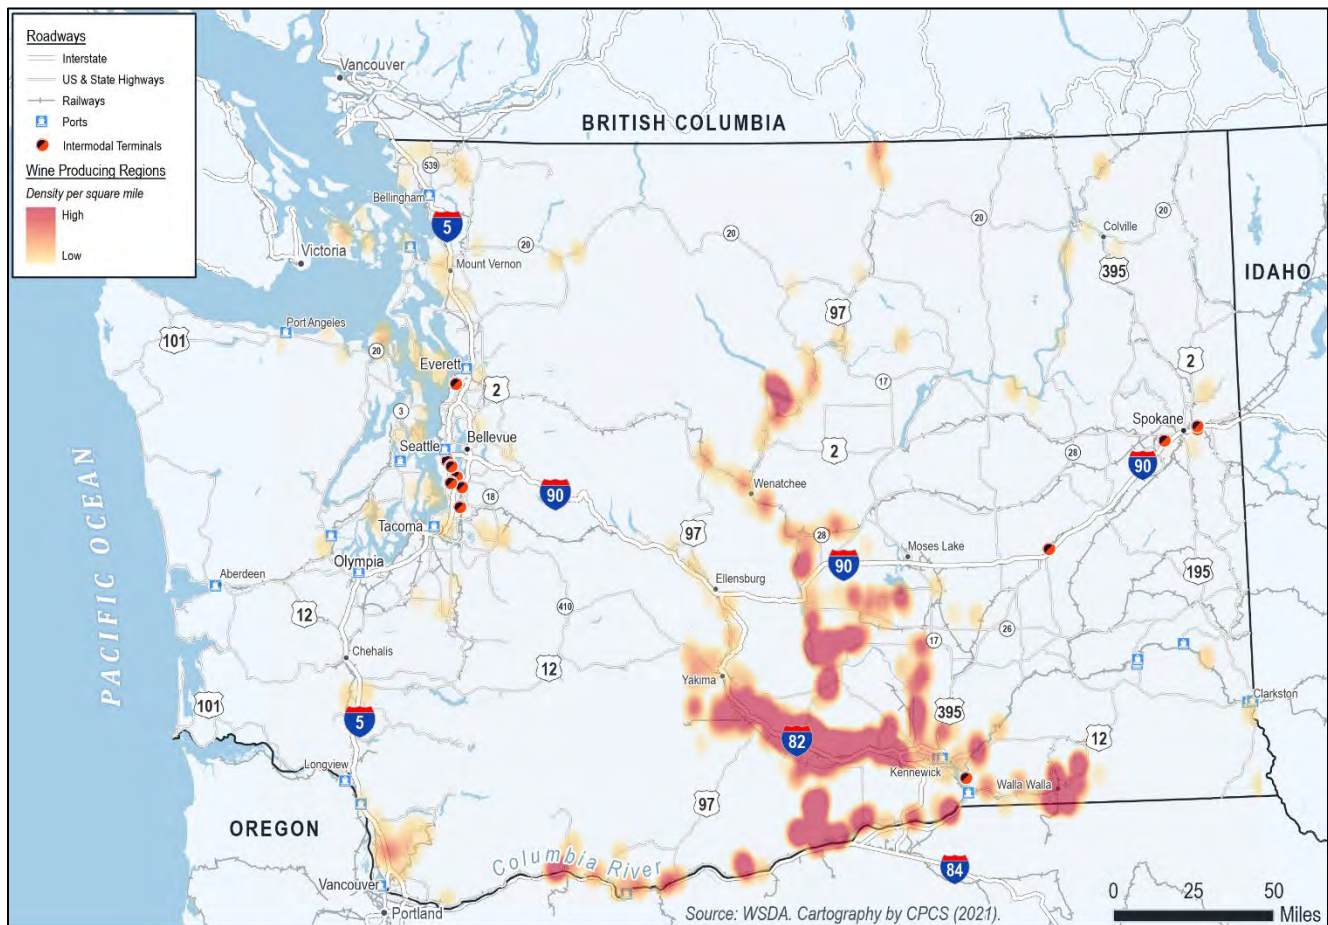 Roadways
Interstate
US & State Highways
Railways
Ports
Intermodal Terminals
Wine Producing Regions
Density per square mile
High
Low
Vancouver
BRITISH COLUMBIA
539
Bellingham
5
20
20
20
20
Colville
Victoria
Mount Vernon
395
IDAHO
97
Port Angeles
101
20
Everett
2
17
2
3
Seattle
Bellevue
Spokane
2
28
90
90
Wenatchee
18
Tacoma
97
28
Moses Lake
90
Olympia
Aberdeen
Ellensburg
195
12
410
26
17
Chehalis
12
Yakima
101
5
395
Clarkston
82
12
Longview
Kennewick
Walla Walla
97
OREGON
Columbia River
84
Vancouver
Portland
PACIFIC OCEAN
0 25 50
Miles
Source: WSDA. Cartography by CPCS (2021).